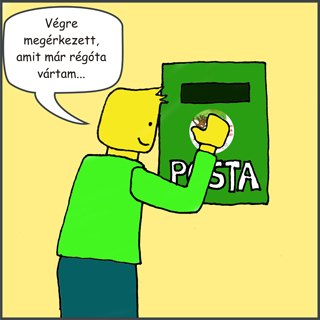 Végre
megérkezett,
amit már régóta
vártam...
POSTA